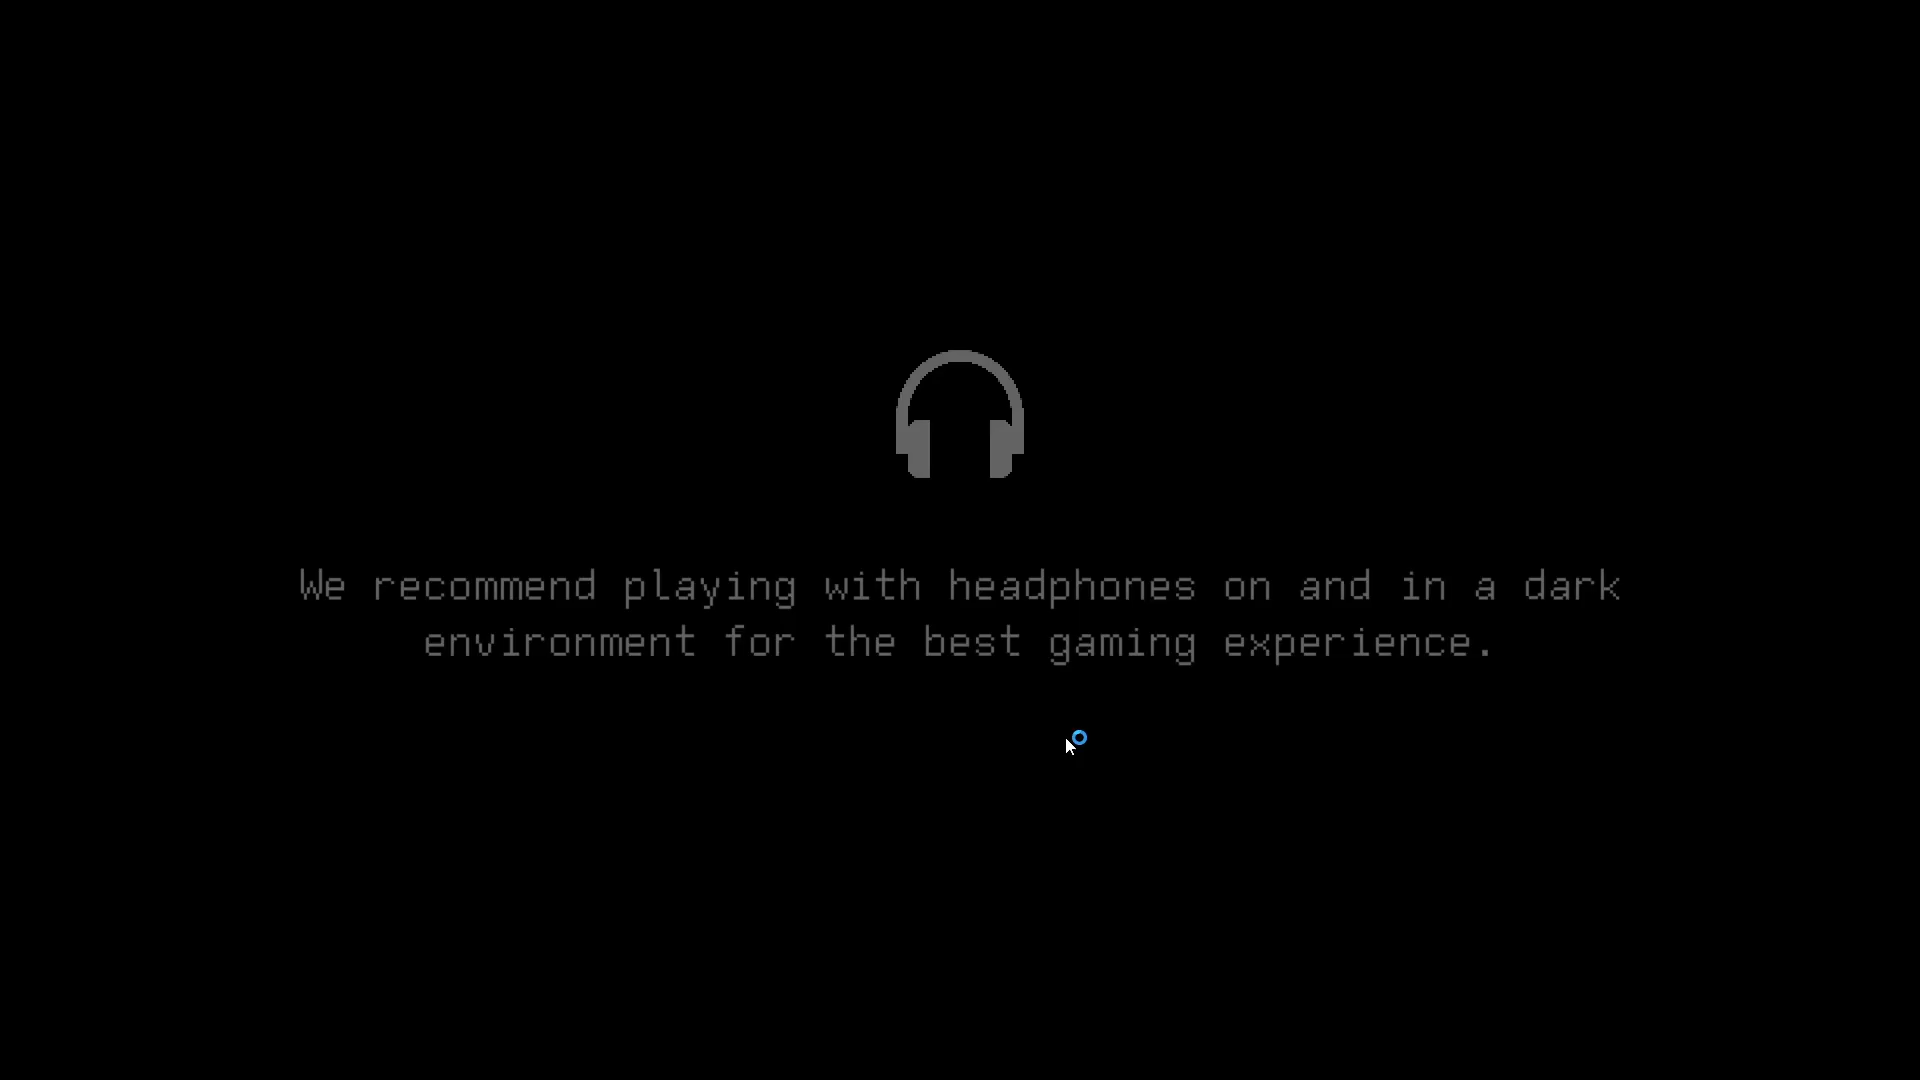 We recommend playing with headphones on and in a dark
environment for the best gaming experience.